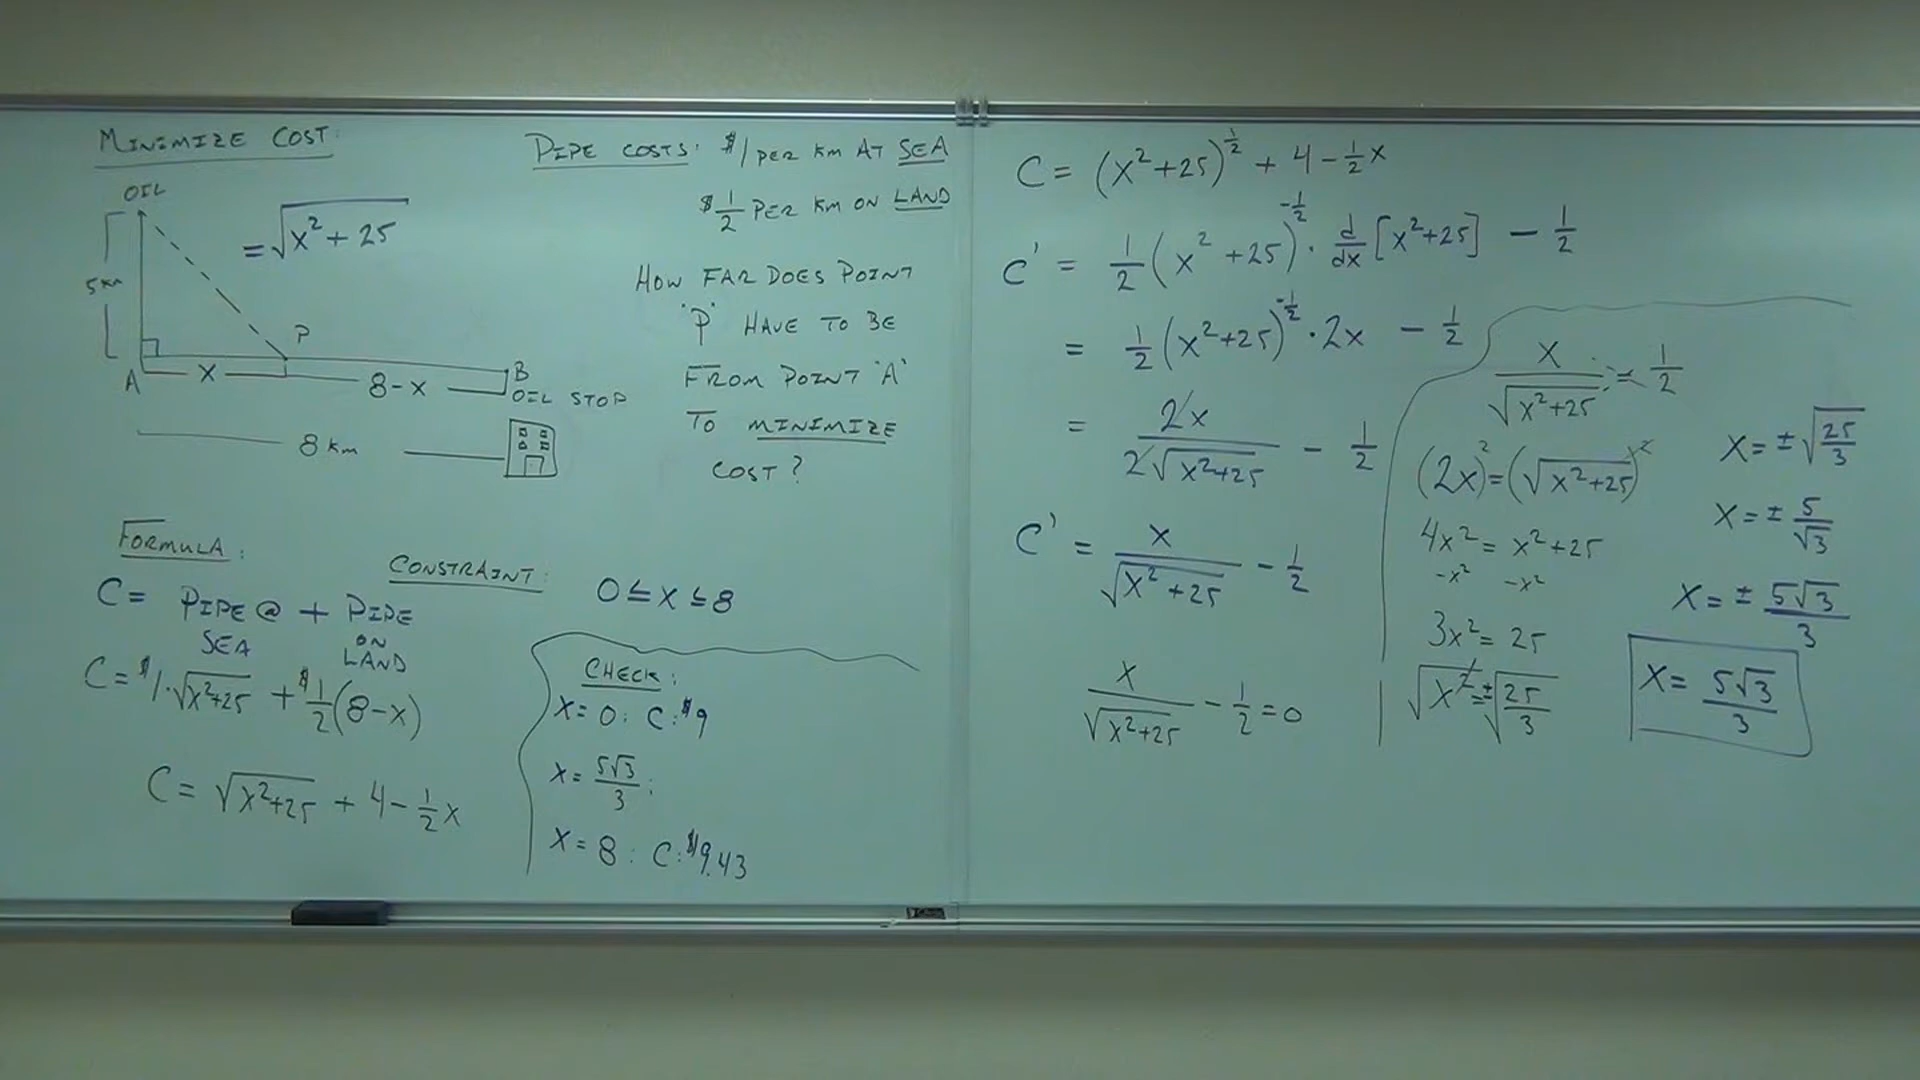 MINIMIZE COST:
OIL
= √(x² + 25)
5 km
P
A
x
8 - x
B
OIL STOP
8 km
PIPE COSTS: $1 PER KM AT SEA
$ 1/2 PER KM ON LAND
HOW FAR DOES POINT
"P" HAVE TO BE
FROM POINT "A"
TO MINIMIZE
COST?
FORMULA:
C = PIPE @ SEA + PIPE ON LAND
C = $1·√(x²+25) + $ 1/2 (8-x)
C = √(x²+25) + 4 - 1/2 x
CONSTRAINT: 0 ≤ x ≤ 8
CHECK:
x = 0: C: $9
x = 5√3/3 :
x = 8: C: $9.43
C = (x²+25)^(1/2) + 4 - 1/2 x
C' = 1/2 (x² + 25)^(-1/2) · d/dx [x²+25] - 1/2
= 1/2 (x²+25)^(-1/2) · 2x - 1/2
= 2x / 2√(x²+25) - 1/2
C' = x / √(x²+25) - 1/2
x / √(x²+25) - 1/2 = 0
x / √(x²+25) = 1/2
(2x)² = (√(x²+25))²
4x² = x² + 25
-x² -x²
3x² = 25
√x² = ±√(25/3)
x = ±√(25/3)
x = ± 5/√3
x = ± 5√3/3
x = 5√3/3